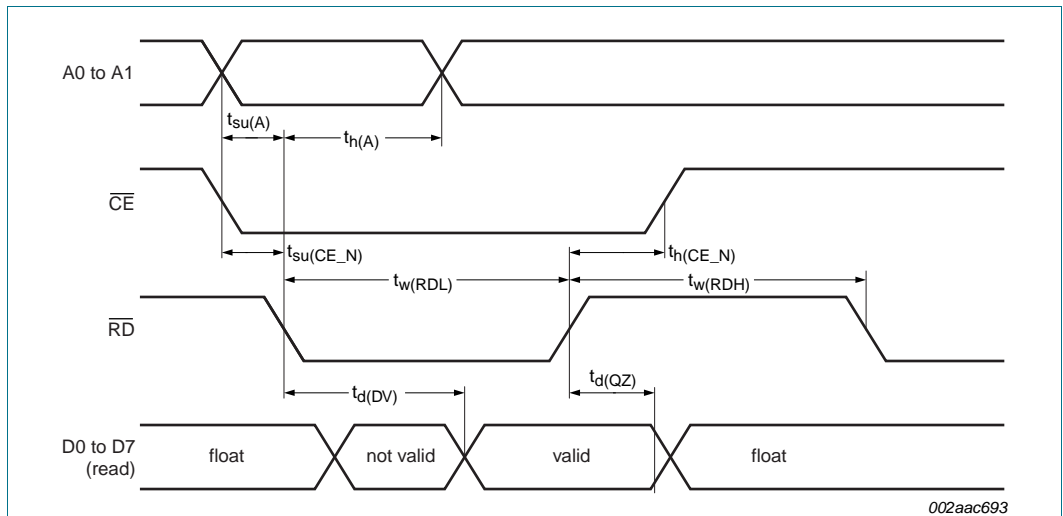 A0 to A1
tsu(A)
th(A)
CE
tsu(CE_N)
th(CE_N)
tw(RDL)
tw(RDH)
RD
td(DV)
td(QZ)
D0 to D7
(read)
float
not valid
valid
float
002aac693